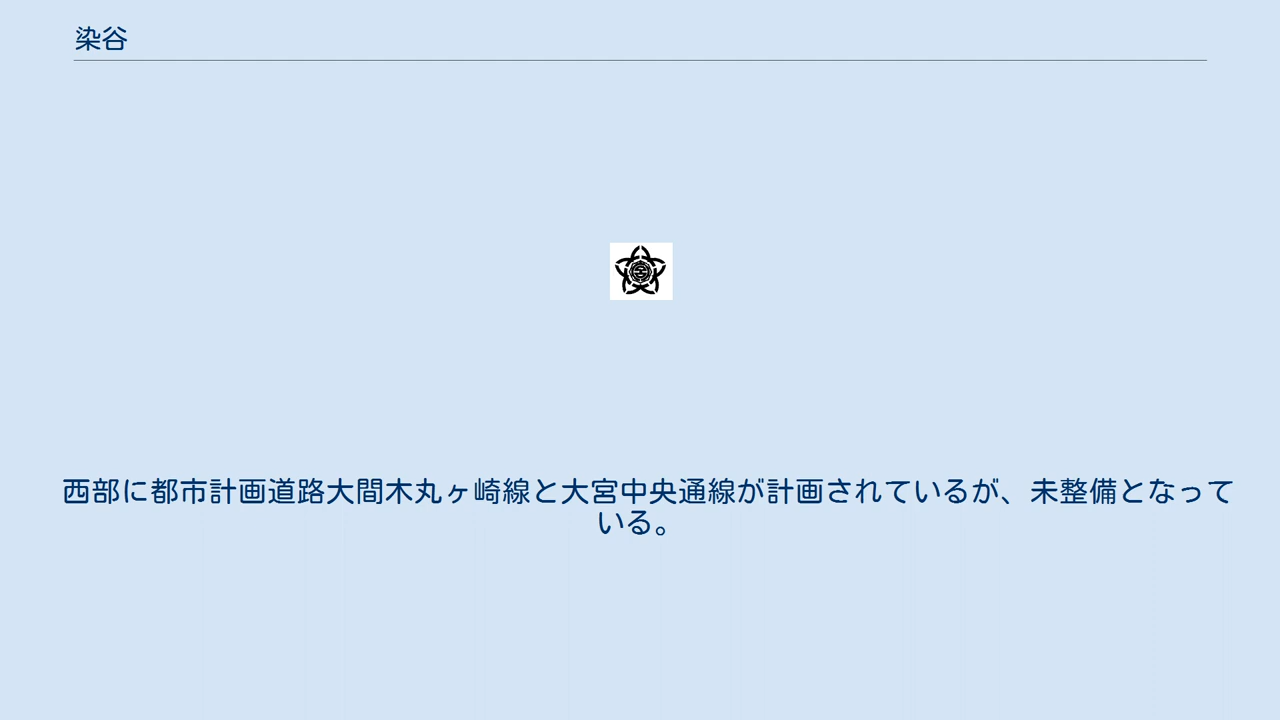 染谷
西部に都市計画道路大間木丸ヶ崎線と大宮中央通線が計画されているが、未整備となって
いる。